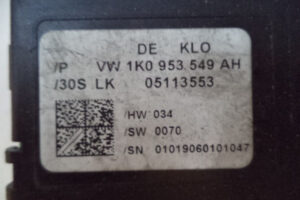 DE KLO
/P VW 1K0 953 549 AH
/30S LK 05113553
/HW 034
/SW 0070
/SN 01019060101047